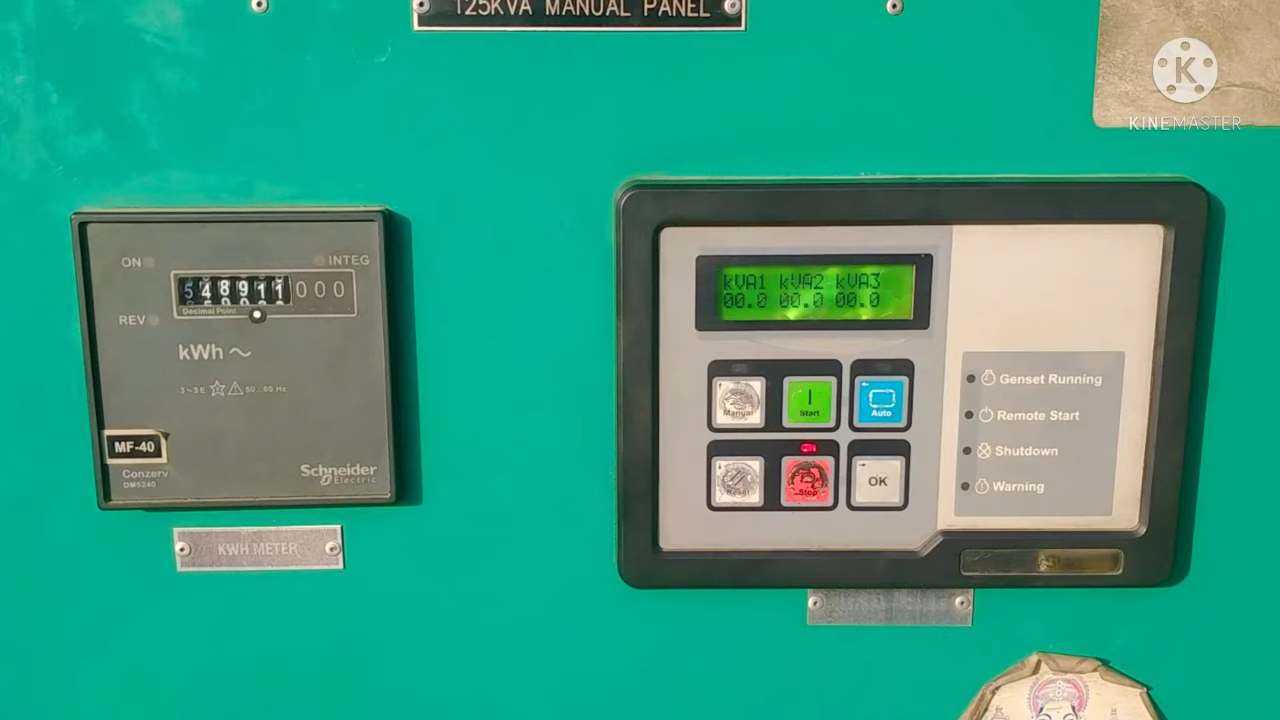 125KVA MANUAL PANEL
KINEMASTER
ON
INTEG
548911000
Decimal Point
REV
kWh
50...60 Hz
MF-40
Conzerv
DM5240
Schneider
Electric
KWH METER
kVA1 kVA2 kVA3
00.0 00.0 00.0
Manual
Start
Auto
Reset
Stop
OK
Genset Running
Remote Start
Shutdown
Warning